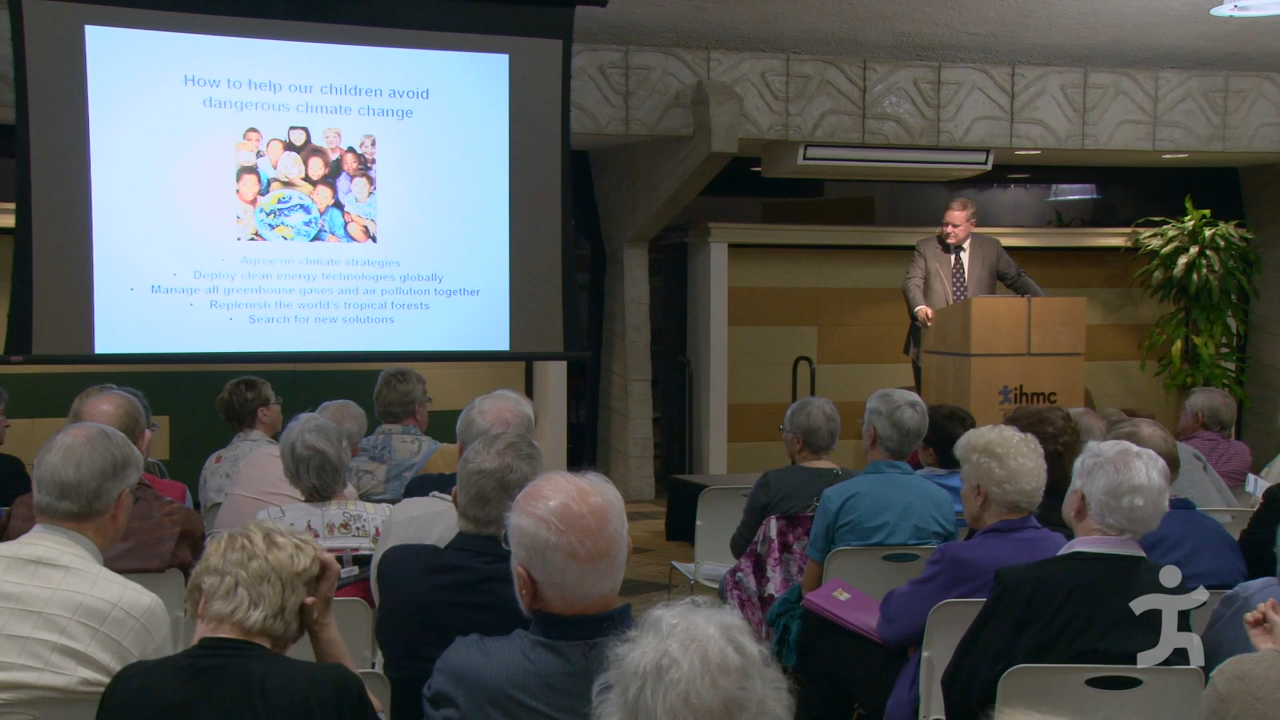 How to help our children avoid
dangerous climate change
• Agree on climate strategies
• Deploy clean energy technologies globally
• Manage all greenhouse gases and air pollution together
• Replenish the world's tropical forests
• Search for new solutions
ihmc